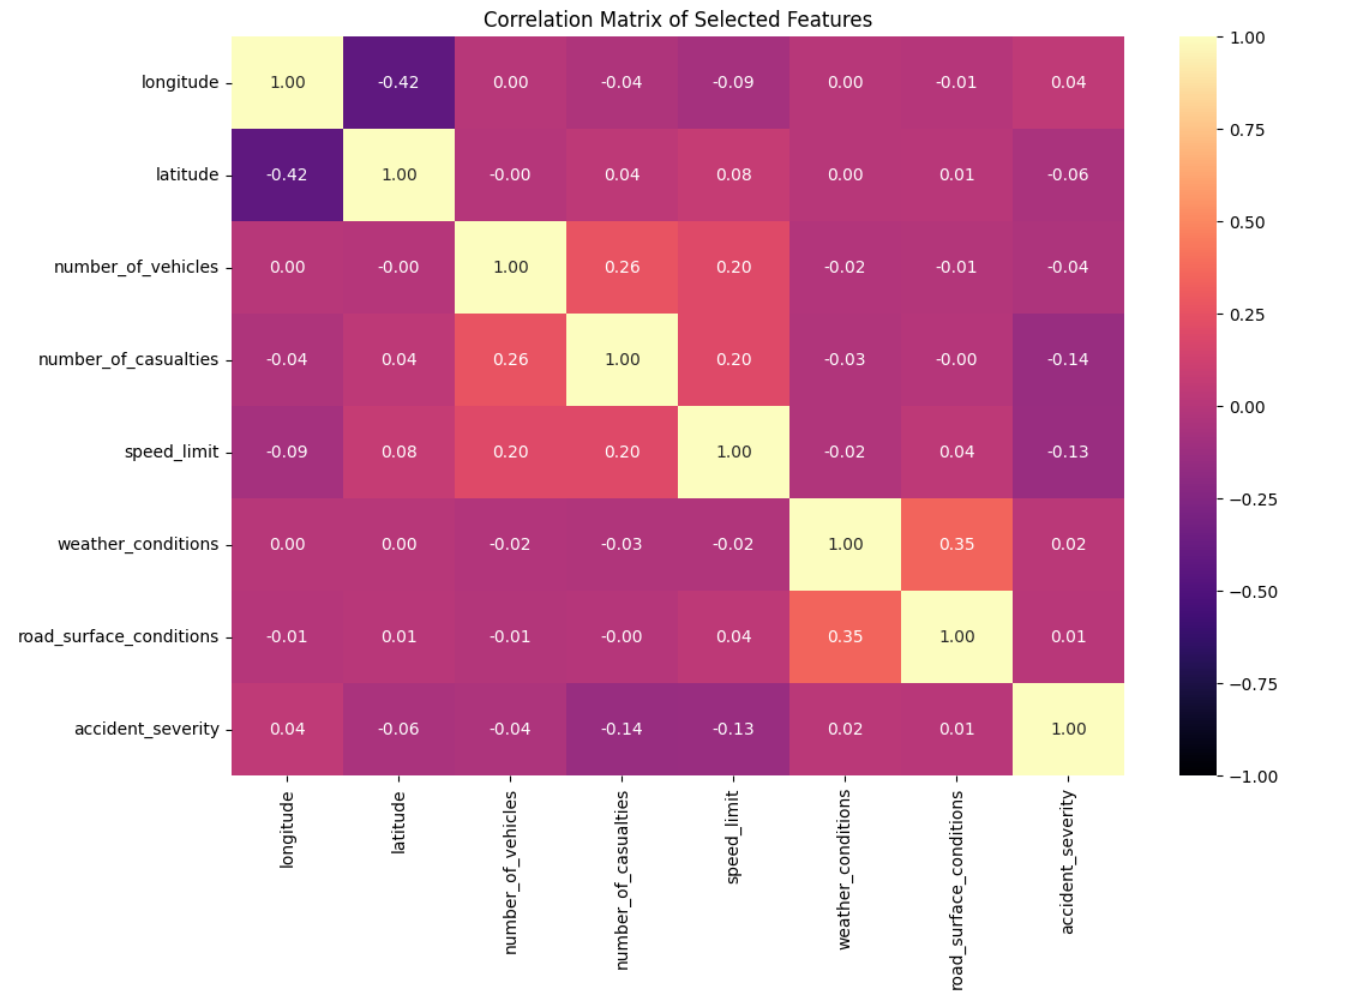 Correlation Matrix of Selected Features
longitude 1.00 -0.42 0.00 -0.04 -0.09 0.00 -0.01 0.04
latitude -0.42 1.00 -0.00 0.04 0.08 0.00 0.01 -0.06
number_of_vehicles 0.00 -0.00 1.00 0.26 0.20 -0.02 -0.01 -0.04
number_of_casualties -0.04 0.04 0.26 1.00 0.20 -0.03 -0.00 -0.14
speed_limit -0.09 0.08 0.20 0.20 1.00 -0.02 0.04 -0.13
weather_conditions 0.00 0.00 -0.02 -0.03 -0.02 1.00 0.35 0.02
road_surface_conditions -0.01 0.01 -0.01 -0.00 0.04 0.35 1.00 0.01
accident_severity 0.04 -0.06 -0.04 -0.14 -0.13 0.02 0.01 1.00
longitude
latitude
number_of_vehicles
number_of_casualties
speed_limit
weather_conditions
road_surface_conditions
accident_severity
1.00
0.75
0.50
0.25
0.00
−0.25
−0.50
−0.75
−1.00